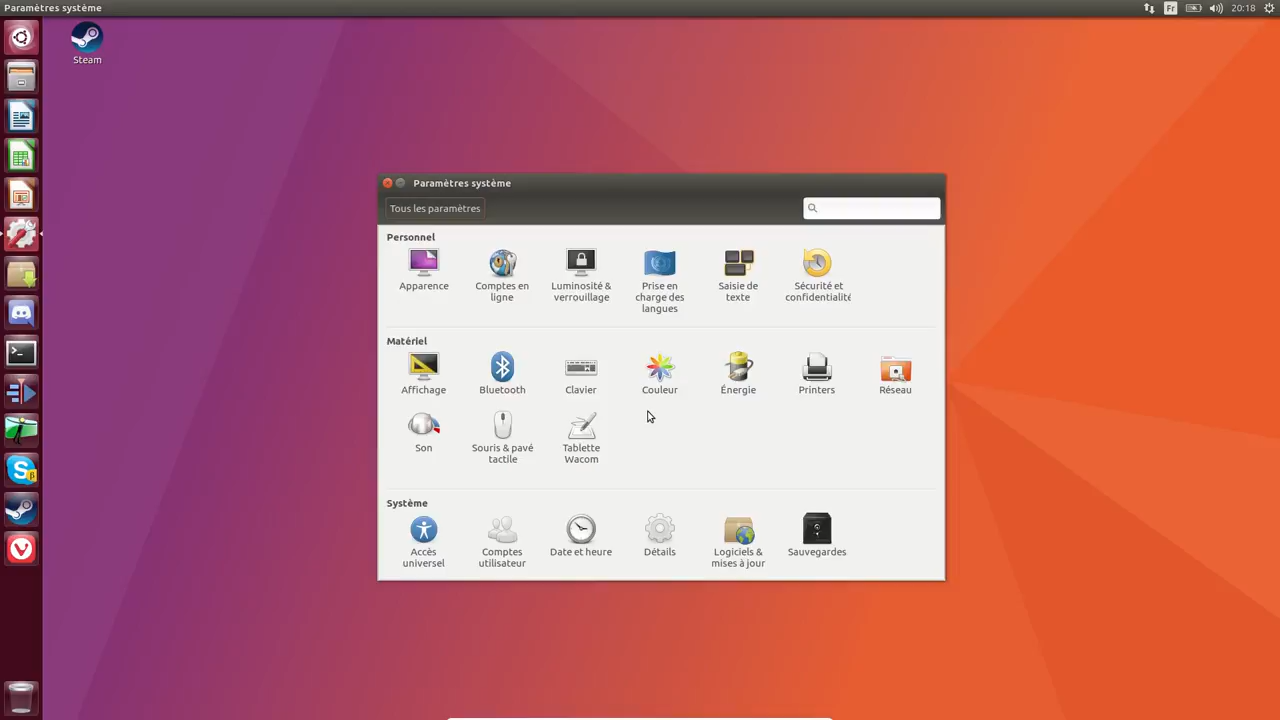 Paramètres système
Fr
20:18
Steam
Paramètres système
Tous les paramètres
Personnel
Apparence
Comptes en
ligne
Luminosité &
verrouillage
Prise en
charge des
langues
Saisie de
texte
Sécurité et
confidentialité
Matériel
Affichage
Bluetooth
Clavier
Couleur
Énergie
Printers
Réseau
Son
Souris & pavé
tactile
Tablette
Wacom
Système
Accès
universel
Comptes
utilisateur
Date et heure
Détails
Logiciels &
mises à jour
Sauvegardes